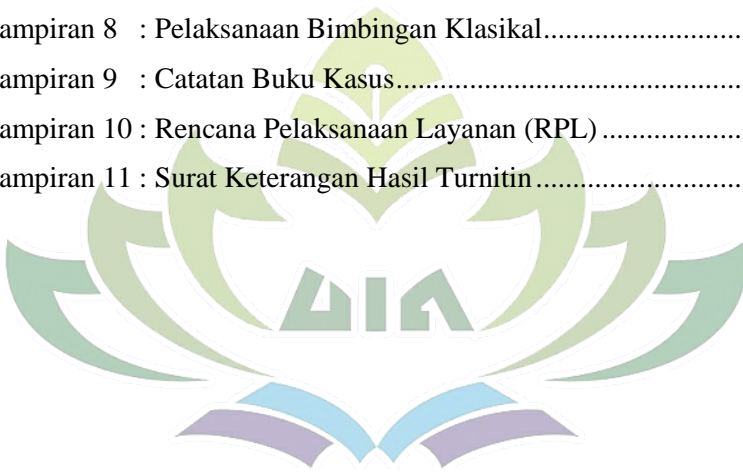 ampiran 8 : Pelaksanaan Bimbingan Klasikal............................
ampiran 9 : Catatan Buku Kasus.................................................
ampiran 10 : Rencana Pelaksanaan Layanan (RPL)....................
ampiran 11 : Surat Keterangan Hasil Turnitin.............................
UIN